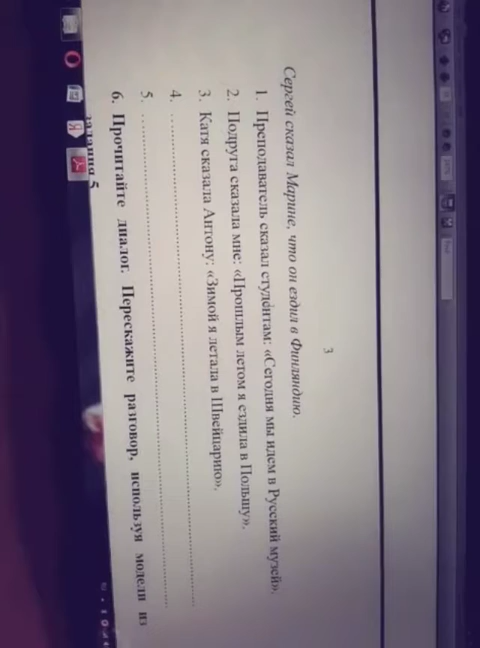 3
Сергей сказал Марине, что он ездил в Финляндию.
1. Преподаватель сказал студентам: «Сегодня мы идем в Русский музей».
2. Подруга сказала мне: «Прошлым летом я ездила в Польшу».
3. Катя сказала Антону: «Зимой я летала в Швейцарию».
4. ........................................................................
5. ........................................................................
6. Прочитайте диалог. Перескажите разговор, используя модели из
задания 5